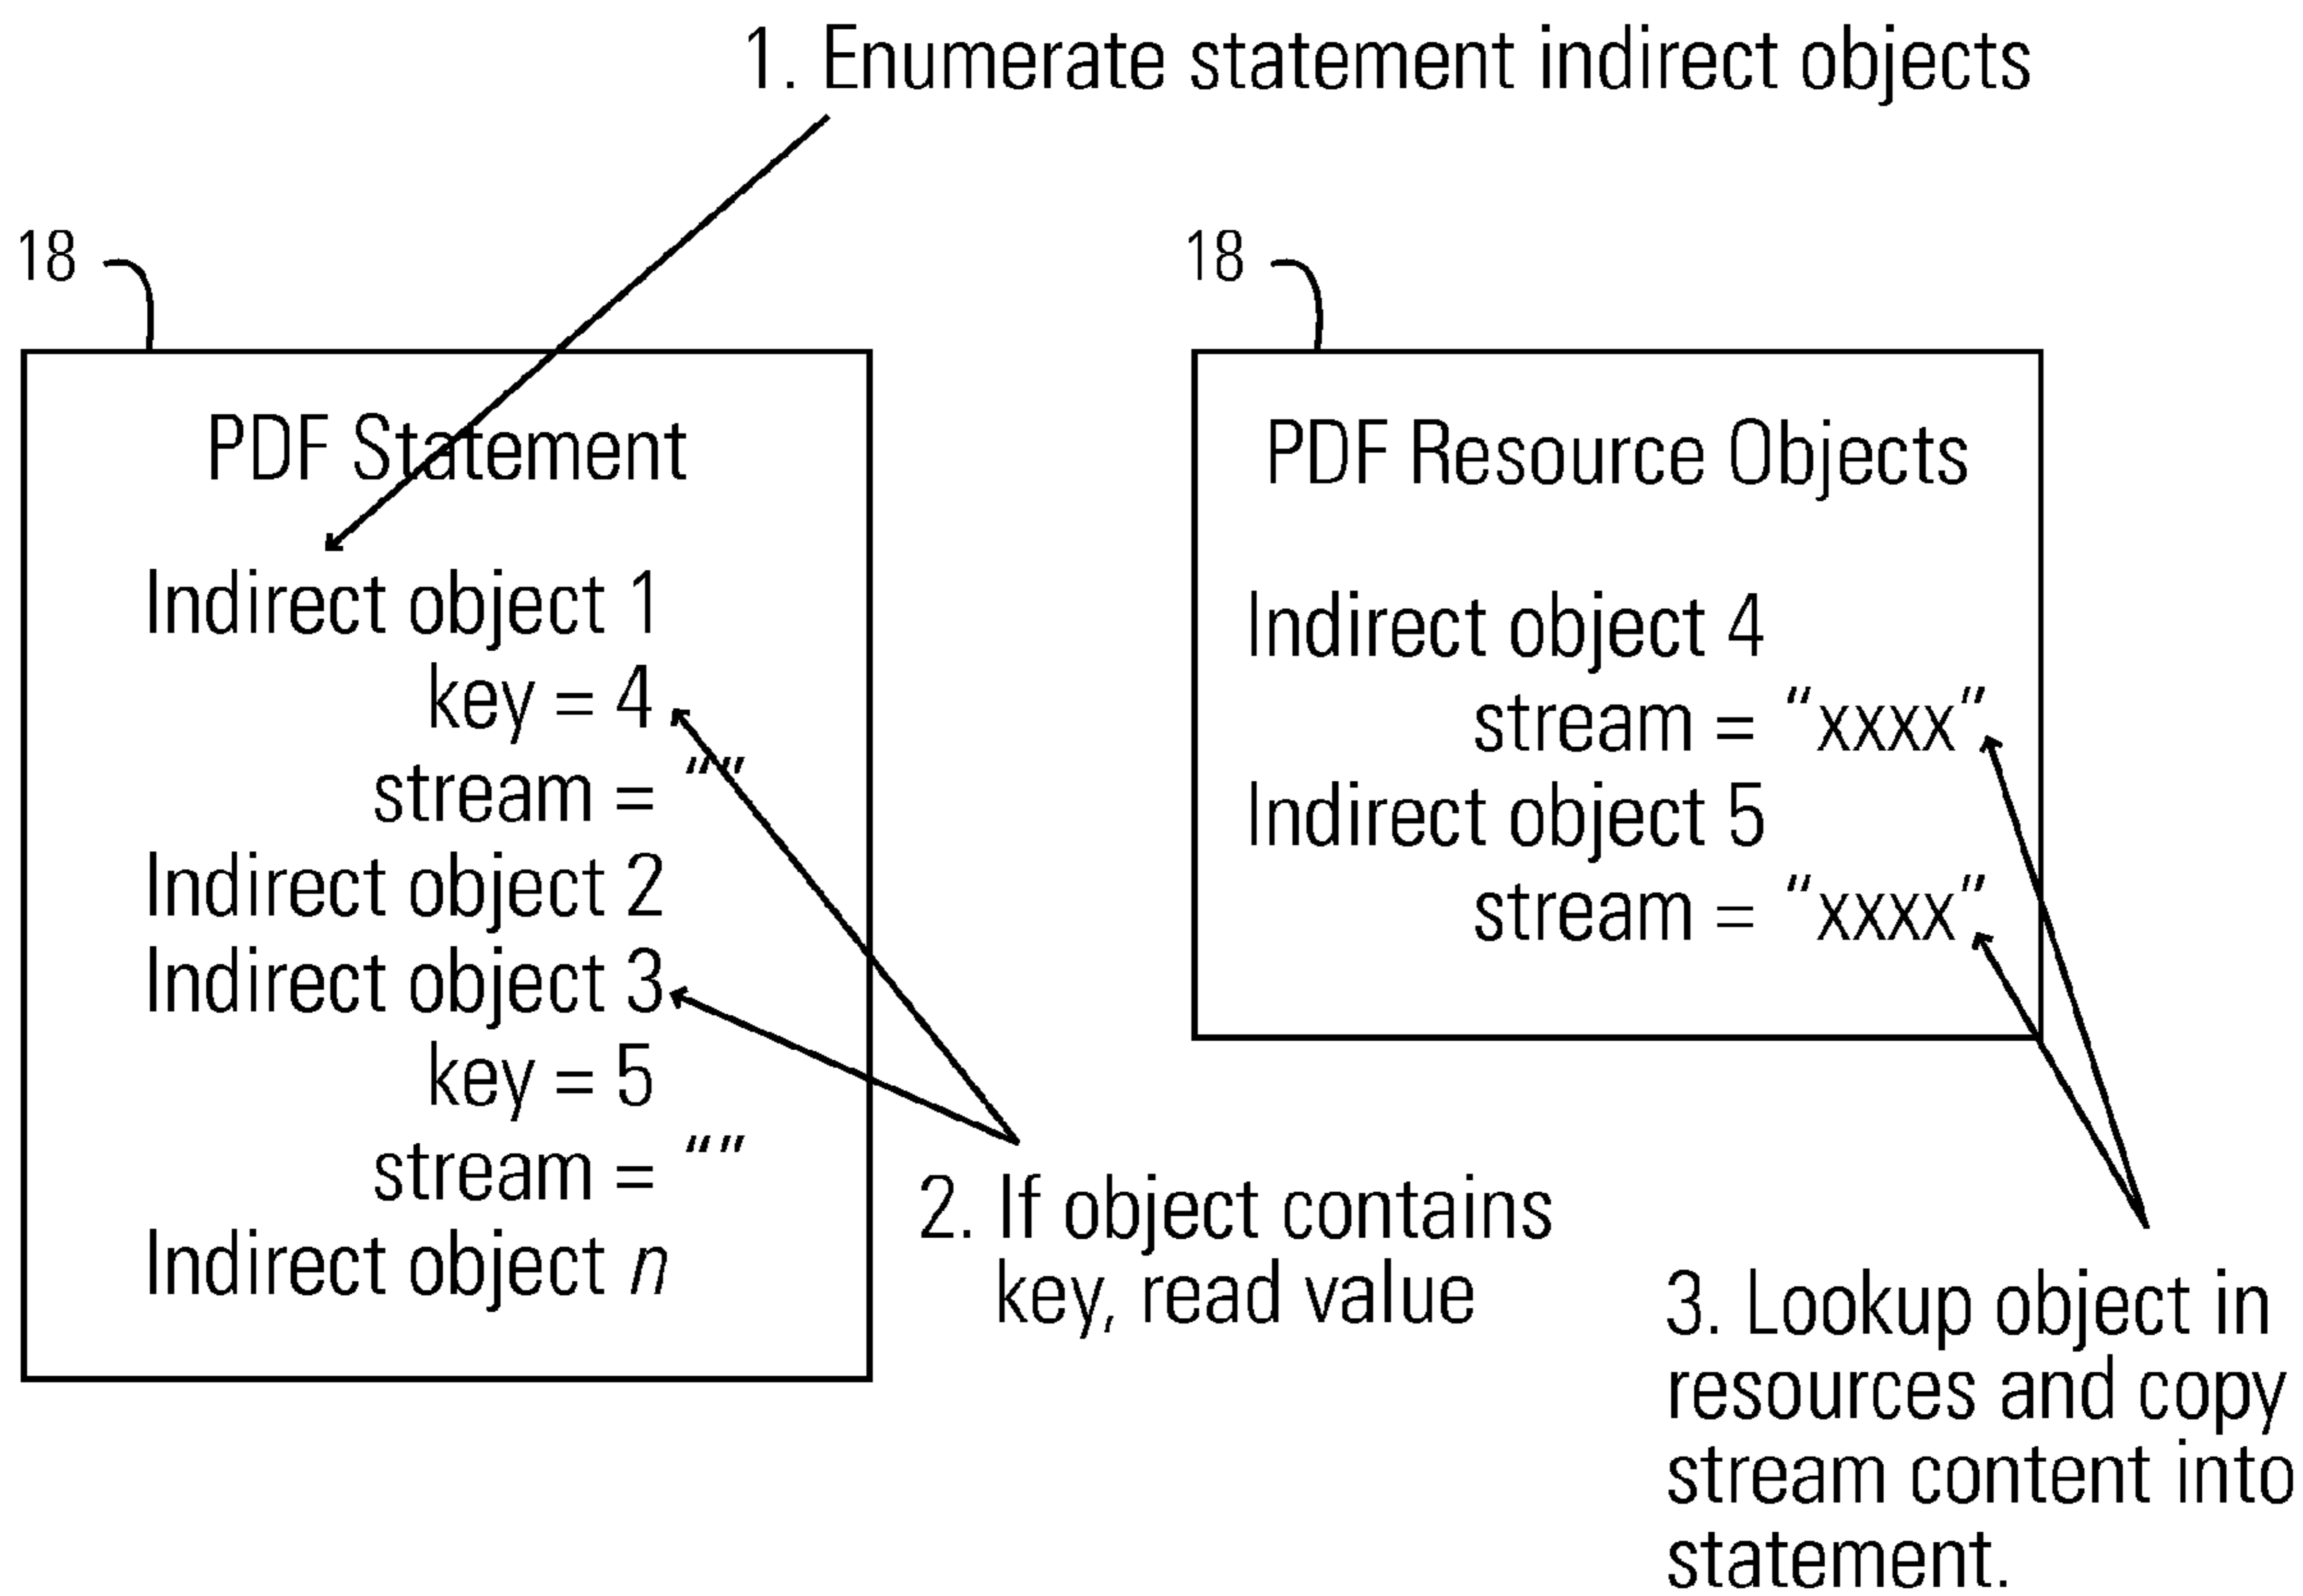 1. Enumerate statement indirect objects
18
PDF Statement
Indirect object 1
key = 4
stream = “”
Indirect object 2
Indirect object 3
key = 5
stream = “”
Indirect object n
18
PDF Resource Objects
Indirect object 4
stream = “xxxx”
Indirect object 5
stream = “xxxx”
2. If object contains
key, read value
3. Lookup object in
resources and copy
stream content into
statement.